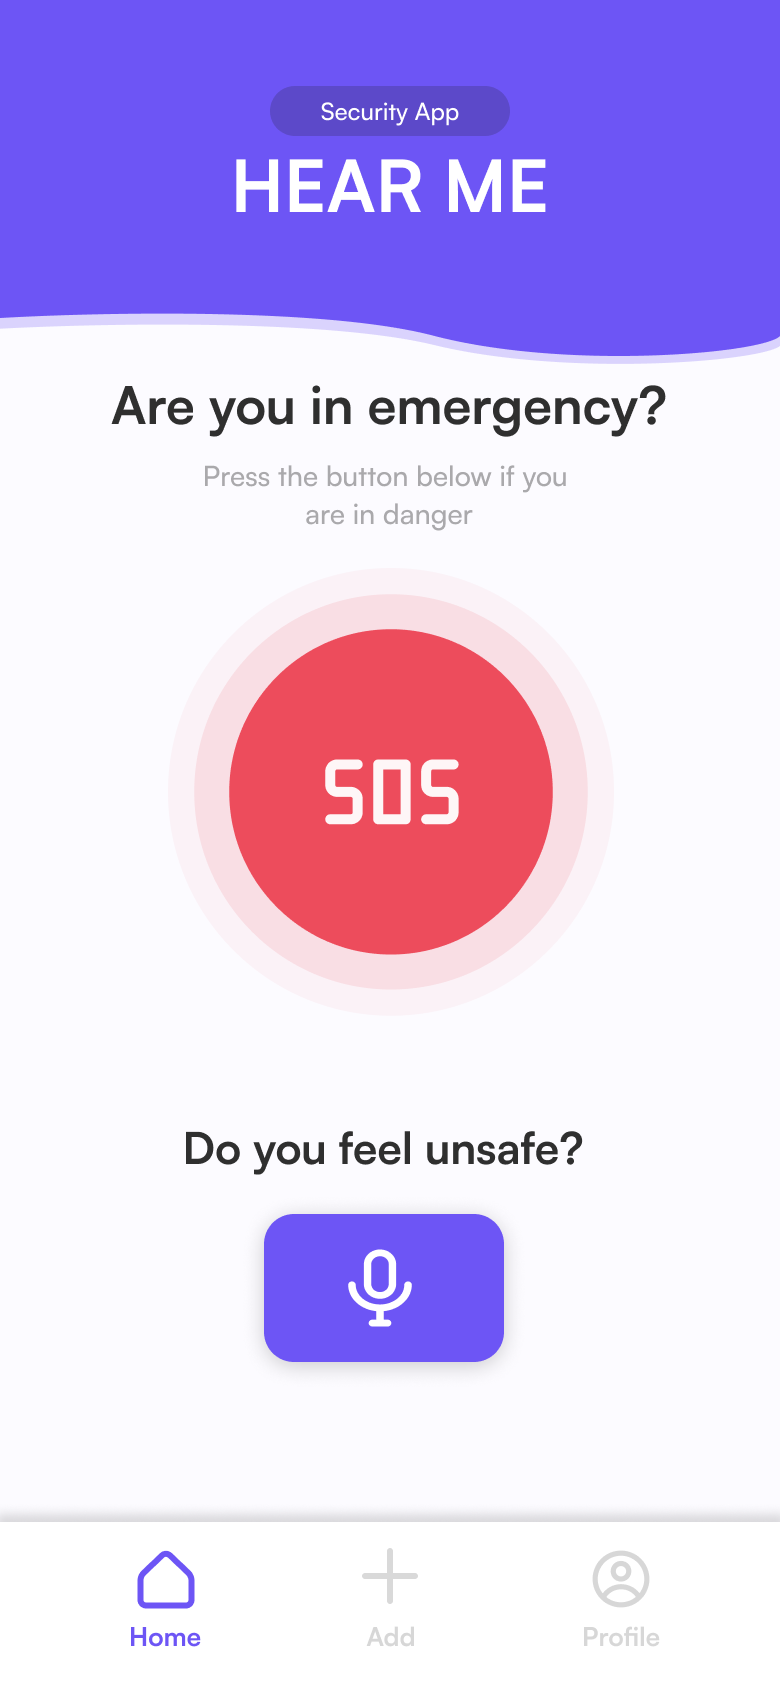 Security App
HEAR ME
Are you in emergency?
Press the button below if you
are in danger
SOS
Do you feel unsafe?
Home
Add
Profile